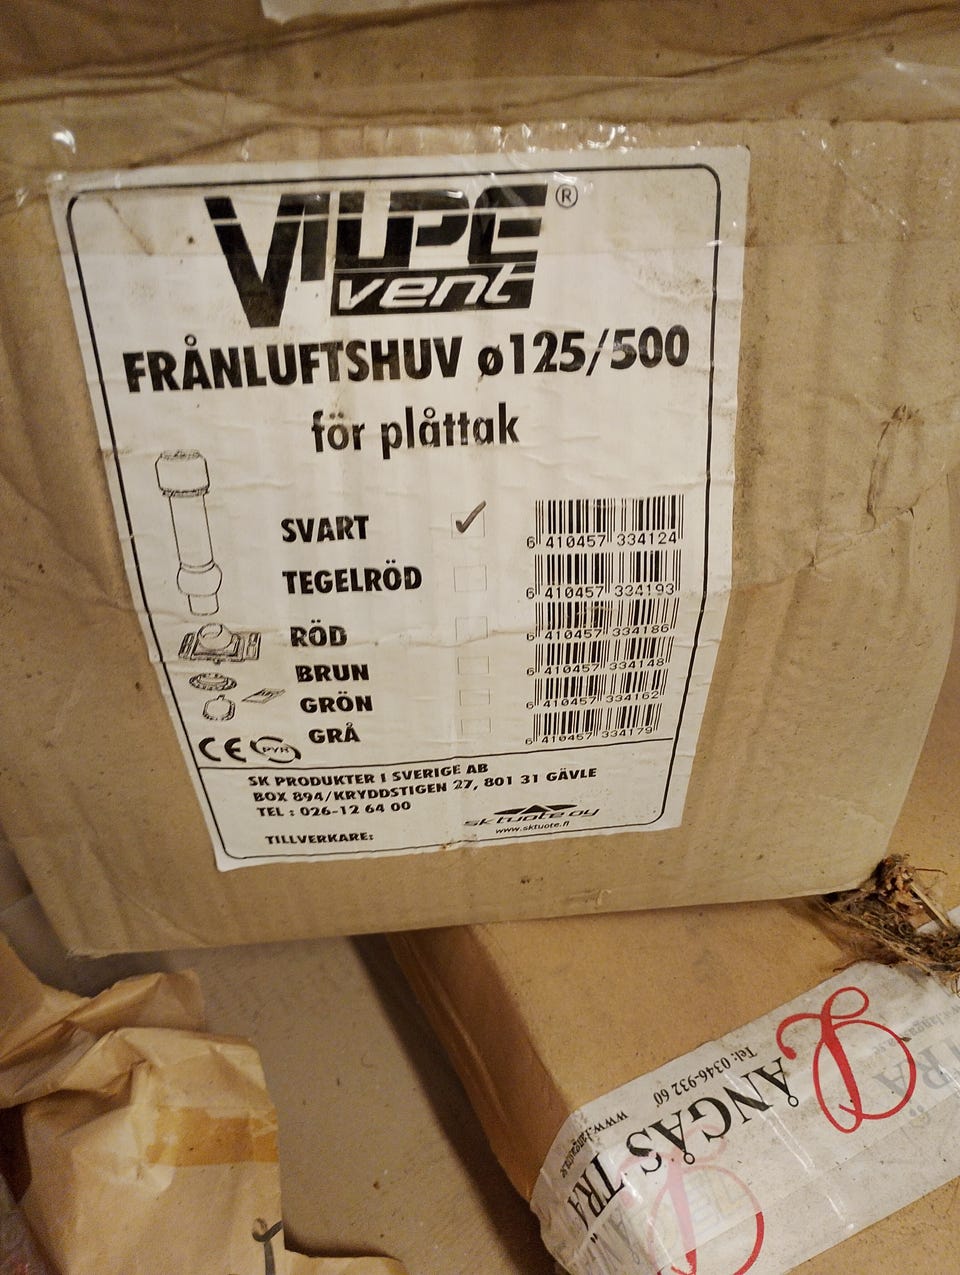 VILPE®
vent
FRÅNLUFTSHUV ø125/500
för plåttak
SVART ✓
6 410457 334124
TEGELRÖD
6 410457 334193
RÖD
6 410457 334186
BRUN
6 410457 334148
GRÖN
6 410457 334162
GRÅ
6 410457 334179
CE PYR
SK PRODUKTER I SVERIGE AB
BOX 894/KRYDDSTIGEN 27, 801 31 GÄVLE
TEL : 026-12 64 00
TILLVERKARE:
sk tuote oy
www.sktuote.fi
LÅNGÅS TRÄ
Tel: 0346-932 60